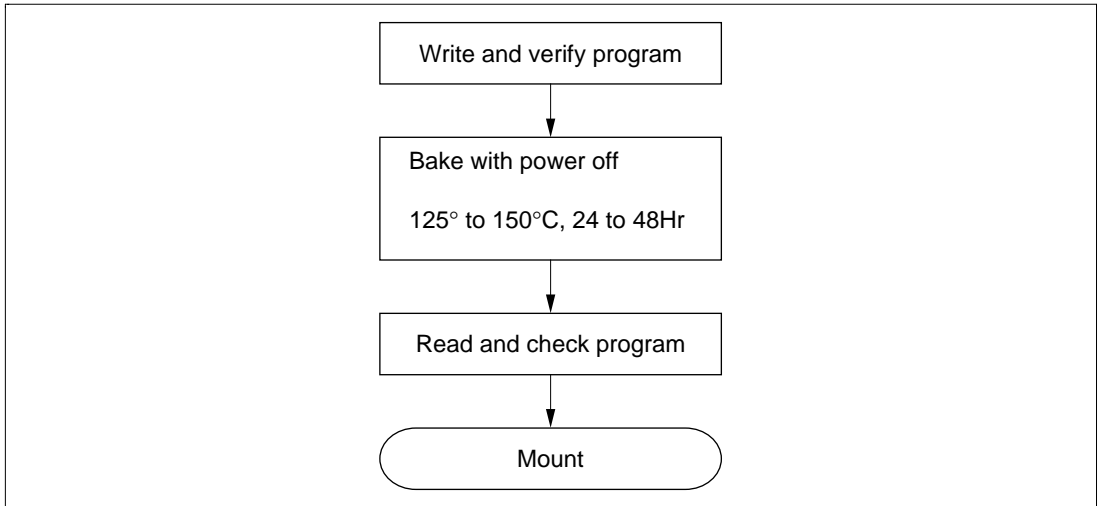 Write and verify program
Bake with power off
125° to 150°C, 24 to 48Hr
Read and check program
Mount